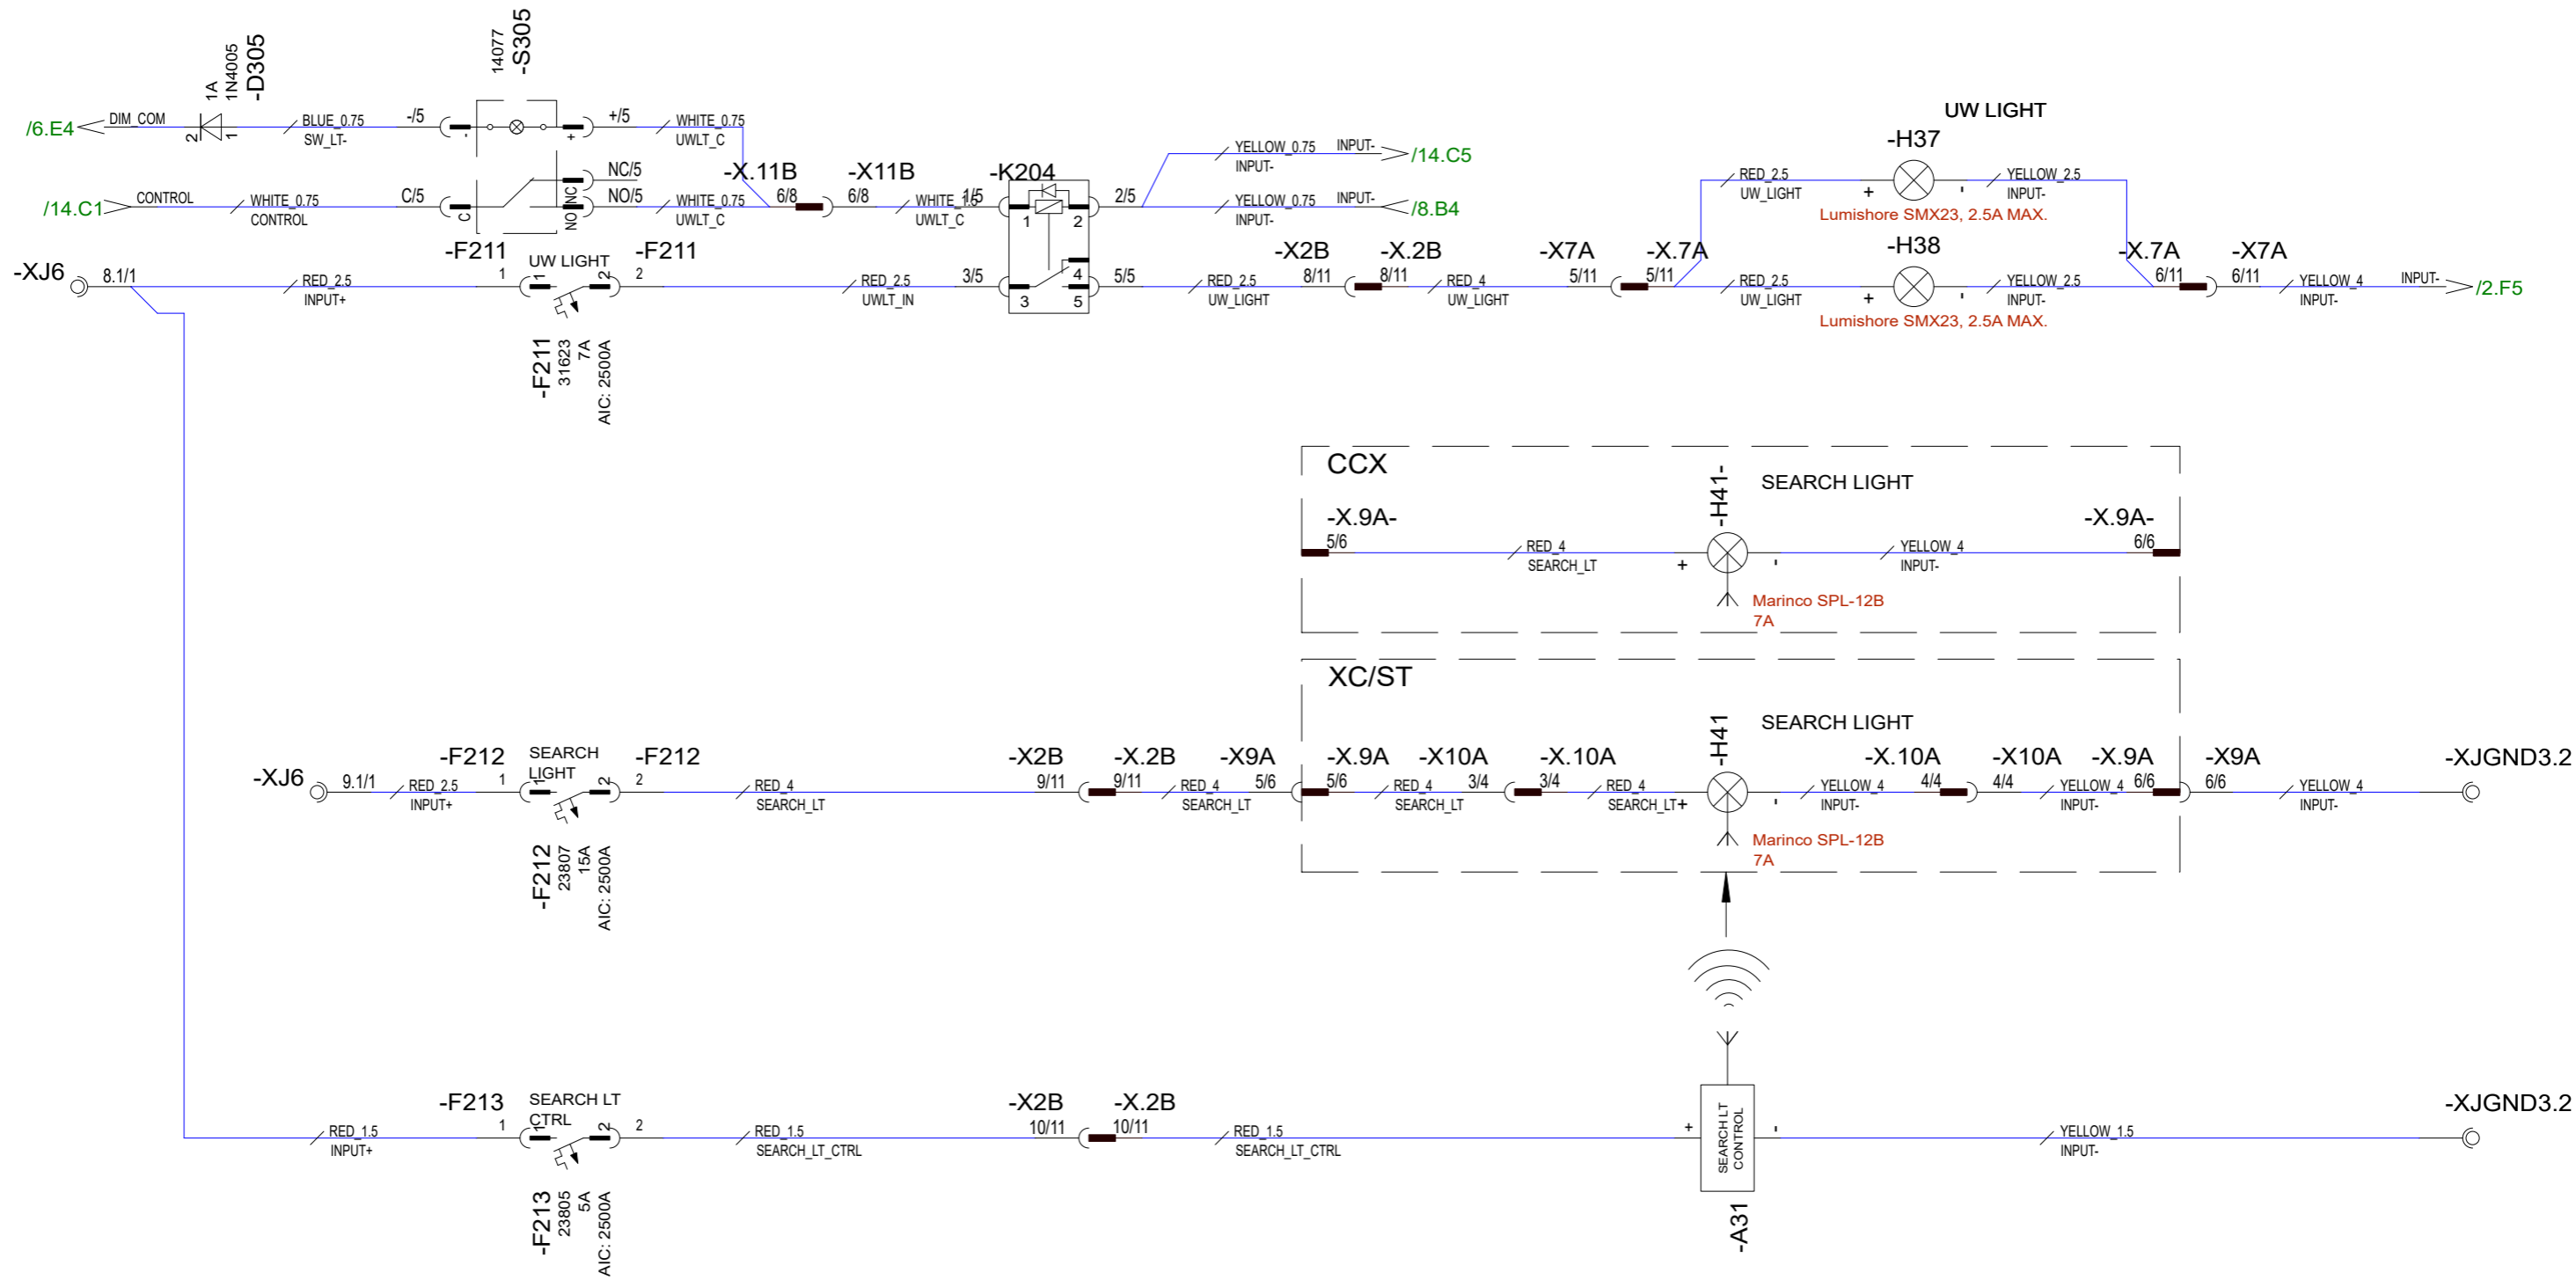 /6.E4
DIM_COM
2
1
1A
1N4005
-D305
BLUE_0.75
SW_LT-
-/5
-
14077
-S305
+
+/5
WHITE_0.75
UWLT_C
/14.C1
CONTROL
WHITE_0.75
CONTROL
C/5
C
NC
NO
NC/5
NO/5
WHITE_0.75
UWLT_C
-X.11B
6/8
-X11B
6/8
WHITE_1.5
UWLT_C
1/5
-K204
1
2
3
4
5
2/5
YELLOW_0.75
INPUT-
INPUT-
/14.C5
YELLOW_0.75
INPUT-
INPUT-
/8.B4
-XJ6
8.1/1
RED_2.5
INPUT+
-F211
1
1
UW LIGHT
2
-F211
2
-F211
31623
7A
AIC: 2500A
RED_2.5
UWLT_IN
3/5
5/5
RED_2.5
UW_LIGHT
-X2B
8/11
-X.2B
8/11
RED_4
UW_LIGHT
-X7A
5/11
-X.7A
5/11
UW LIGHT
-H37
RED_2.5
UW_LIGHT
+
-
YELLOW_2.5
INPUT-
Lumishore SMX23, 2.5A MAX.
-H38
RED_2.5
UW_LIGHT
+
-
YELLOW_2.5
INPUT-
Lumishore SMX23, 2.5A MAX.
-X.7A
6/11
-X7A
6/11
YELLOW_4
INPUT-
INPUT-
/2.F5
CCX
-X.9A-
5/6
RED_4
SEARCH_LT
+
-H41-
SEARCH LIGHT
-
YELLOW_4
INPUT-
-X.9A-
6/6
Marinco SPL-12B
7A
XC/ST
-XJ6
9.1/1
RED_2.5
INPUT+
-F212
1
1
SEARCH
LIGHT
2
-F212
2
-F212
23807
15A
AIC: 2500A
RED_4
SEARCH_LT
-X2B
9/11
-X.2B
9/11
RED_4
SEARCH_LT
-X9A
5/6
-X.9A
5/6
RED_4
SEARCH_LT
-X10A
3/4
-X.10A
3/4
RED_4
SEARCH_LT
+
-H41
SEARCH LIGHT
-
Marinco SPL-12B
7A
YELLOW_4
INPUT-
-X.10A
4/4
-X10A
4/4
YELLOW_4
INPUT-
-X.9A
6/6
-X9A
6/6
YELLOW_4
INPUT-
-XJGND3.2
RED_1.5
INPUT+
-F213
1
1
SEARCH LT
CTRL
2
2
-F213
23805
5A
AIC: 2500A
RED_1.5
SEARCH_LT_CTRL
-X2B
10/11
-X.2B
10/11
RED_1.5
SEARCH_LT_CTRL
+
SEARCH LT
CONTROL
-A31
-
YELLOW_1.5
INPUT-
-XJGND3.2